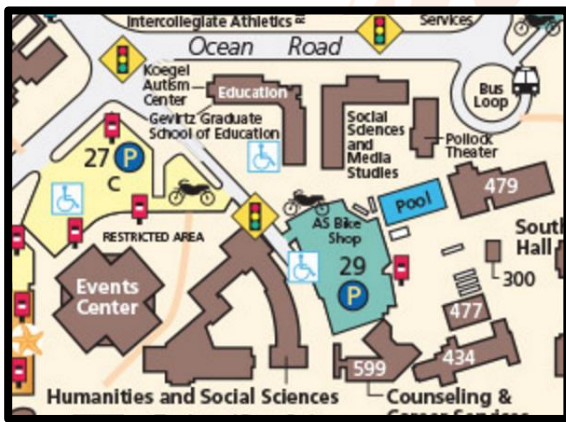 Intercollegiate Athletics
Services
Ocean Road
Koegel
Autism
Center
Education
Gevirtz Graduate
School of Education
Social
Sciences
and
Media
Studies
Bus
Loop
Pollock
Theater
27 P
C
479
Pool
RESTRICTED AREA
AS Bike
Shop
South
Hall
29
P
300
Events
Center
477
434
599
Humanities and Social Sciences
Counseling &
Career Services